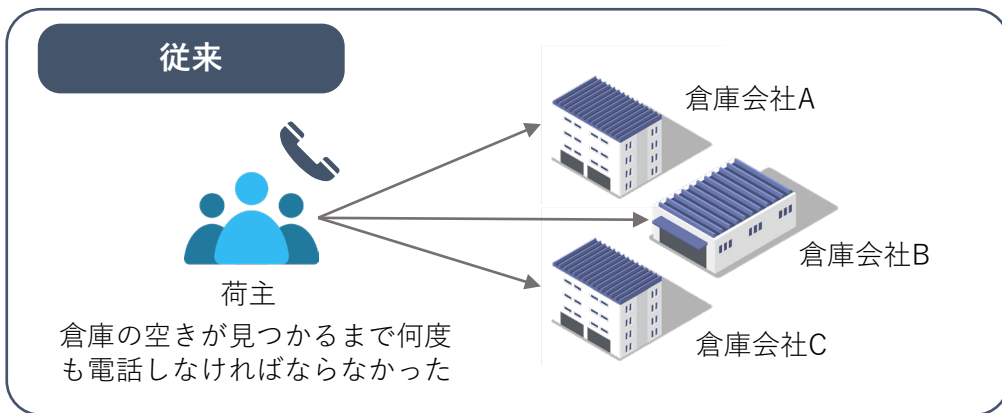 従来
倉庫会社A
倉庫会社B
倉庫会社C
荷主
倉庫の空きが見つかるまで何度
も電話しなければならなかった